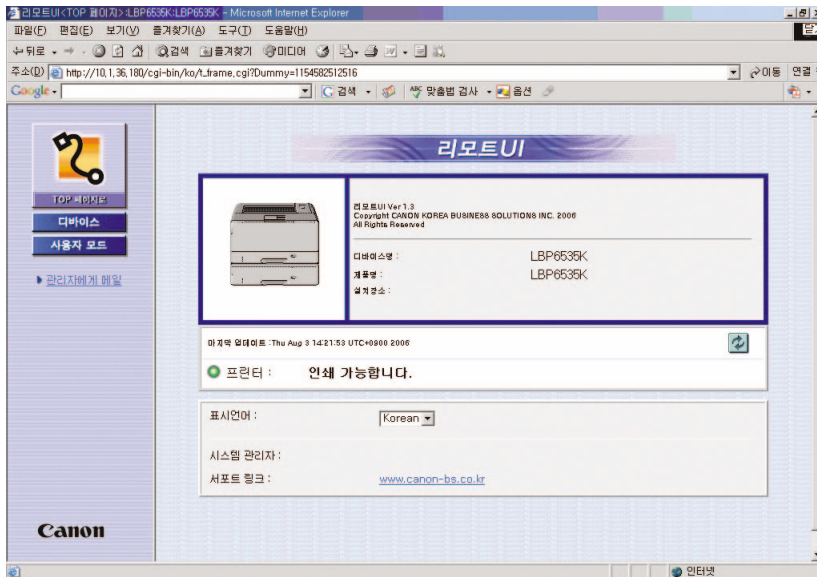 리모트UI<TOP 페이지>:LBP6535K:LBP6535K - Microsoft Internet Explorer
파일(F) 편집(E) 보기(V) 즐겨찾기(A) 도구(T) 도움말(H)
뒤로 검색 즐겨찾기 미디어
주소(D) http://10.1.36.180/cgi-bin/ko/t_frame.cgi?Dummy=1154582512516 이동 연결
Google 검색 맞춤법 검사 옵션
리모트UI
TOP 페이지로
디바이스
사용자 모드
관리자에게 메일
리모트UI Ver 1.3
Copyright CANON KOREA BUSINESS SOLUTIONS INC. 2006
All Rights Reserved
디바이스명 : LBP6535K
제품명 : LBP6535K
설치장소 :
마지막 업데이트 :Thu Aug 3 14:21:53 UTC+0900 2006
프린터 : 인쇄 가능합니다.
표시언어 : Korean
시스템 관리자 :
서포트 링크 : www.canon-bs.co.kr
Canon
인터넷